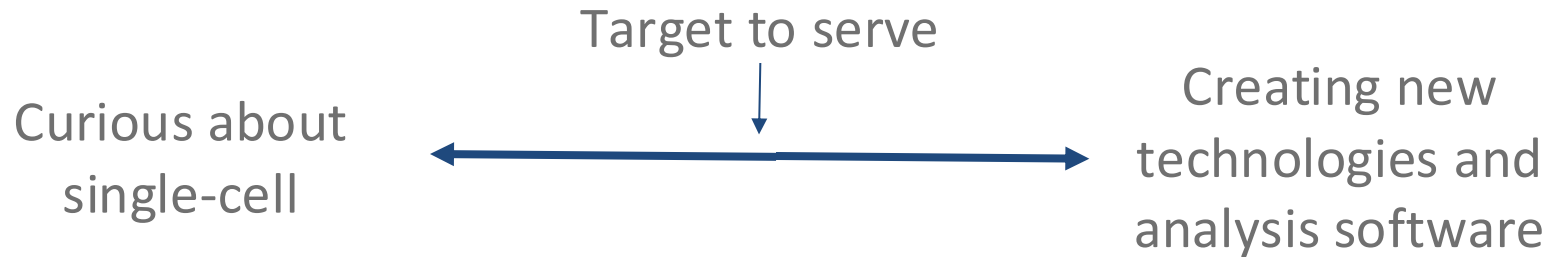 Target to serve
Curious about
single-cell
Creating new
technologies and
analysis software